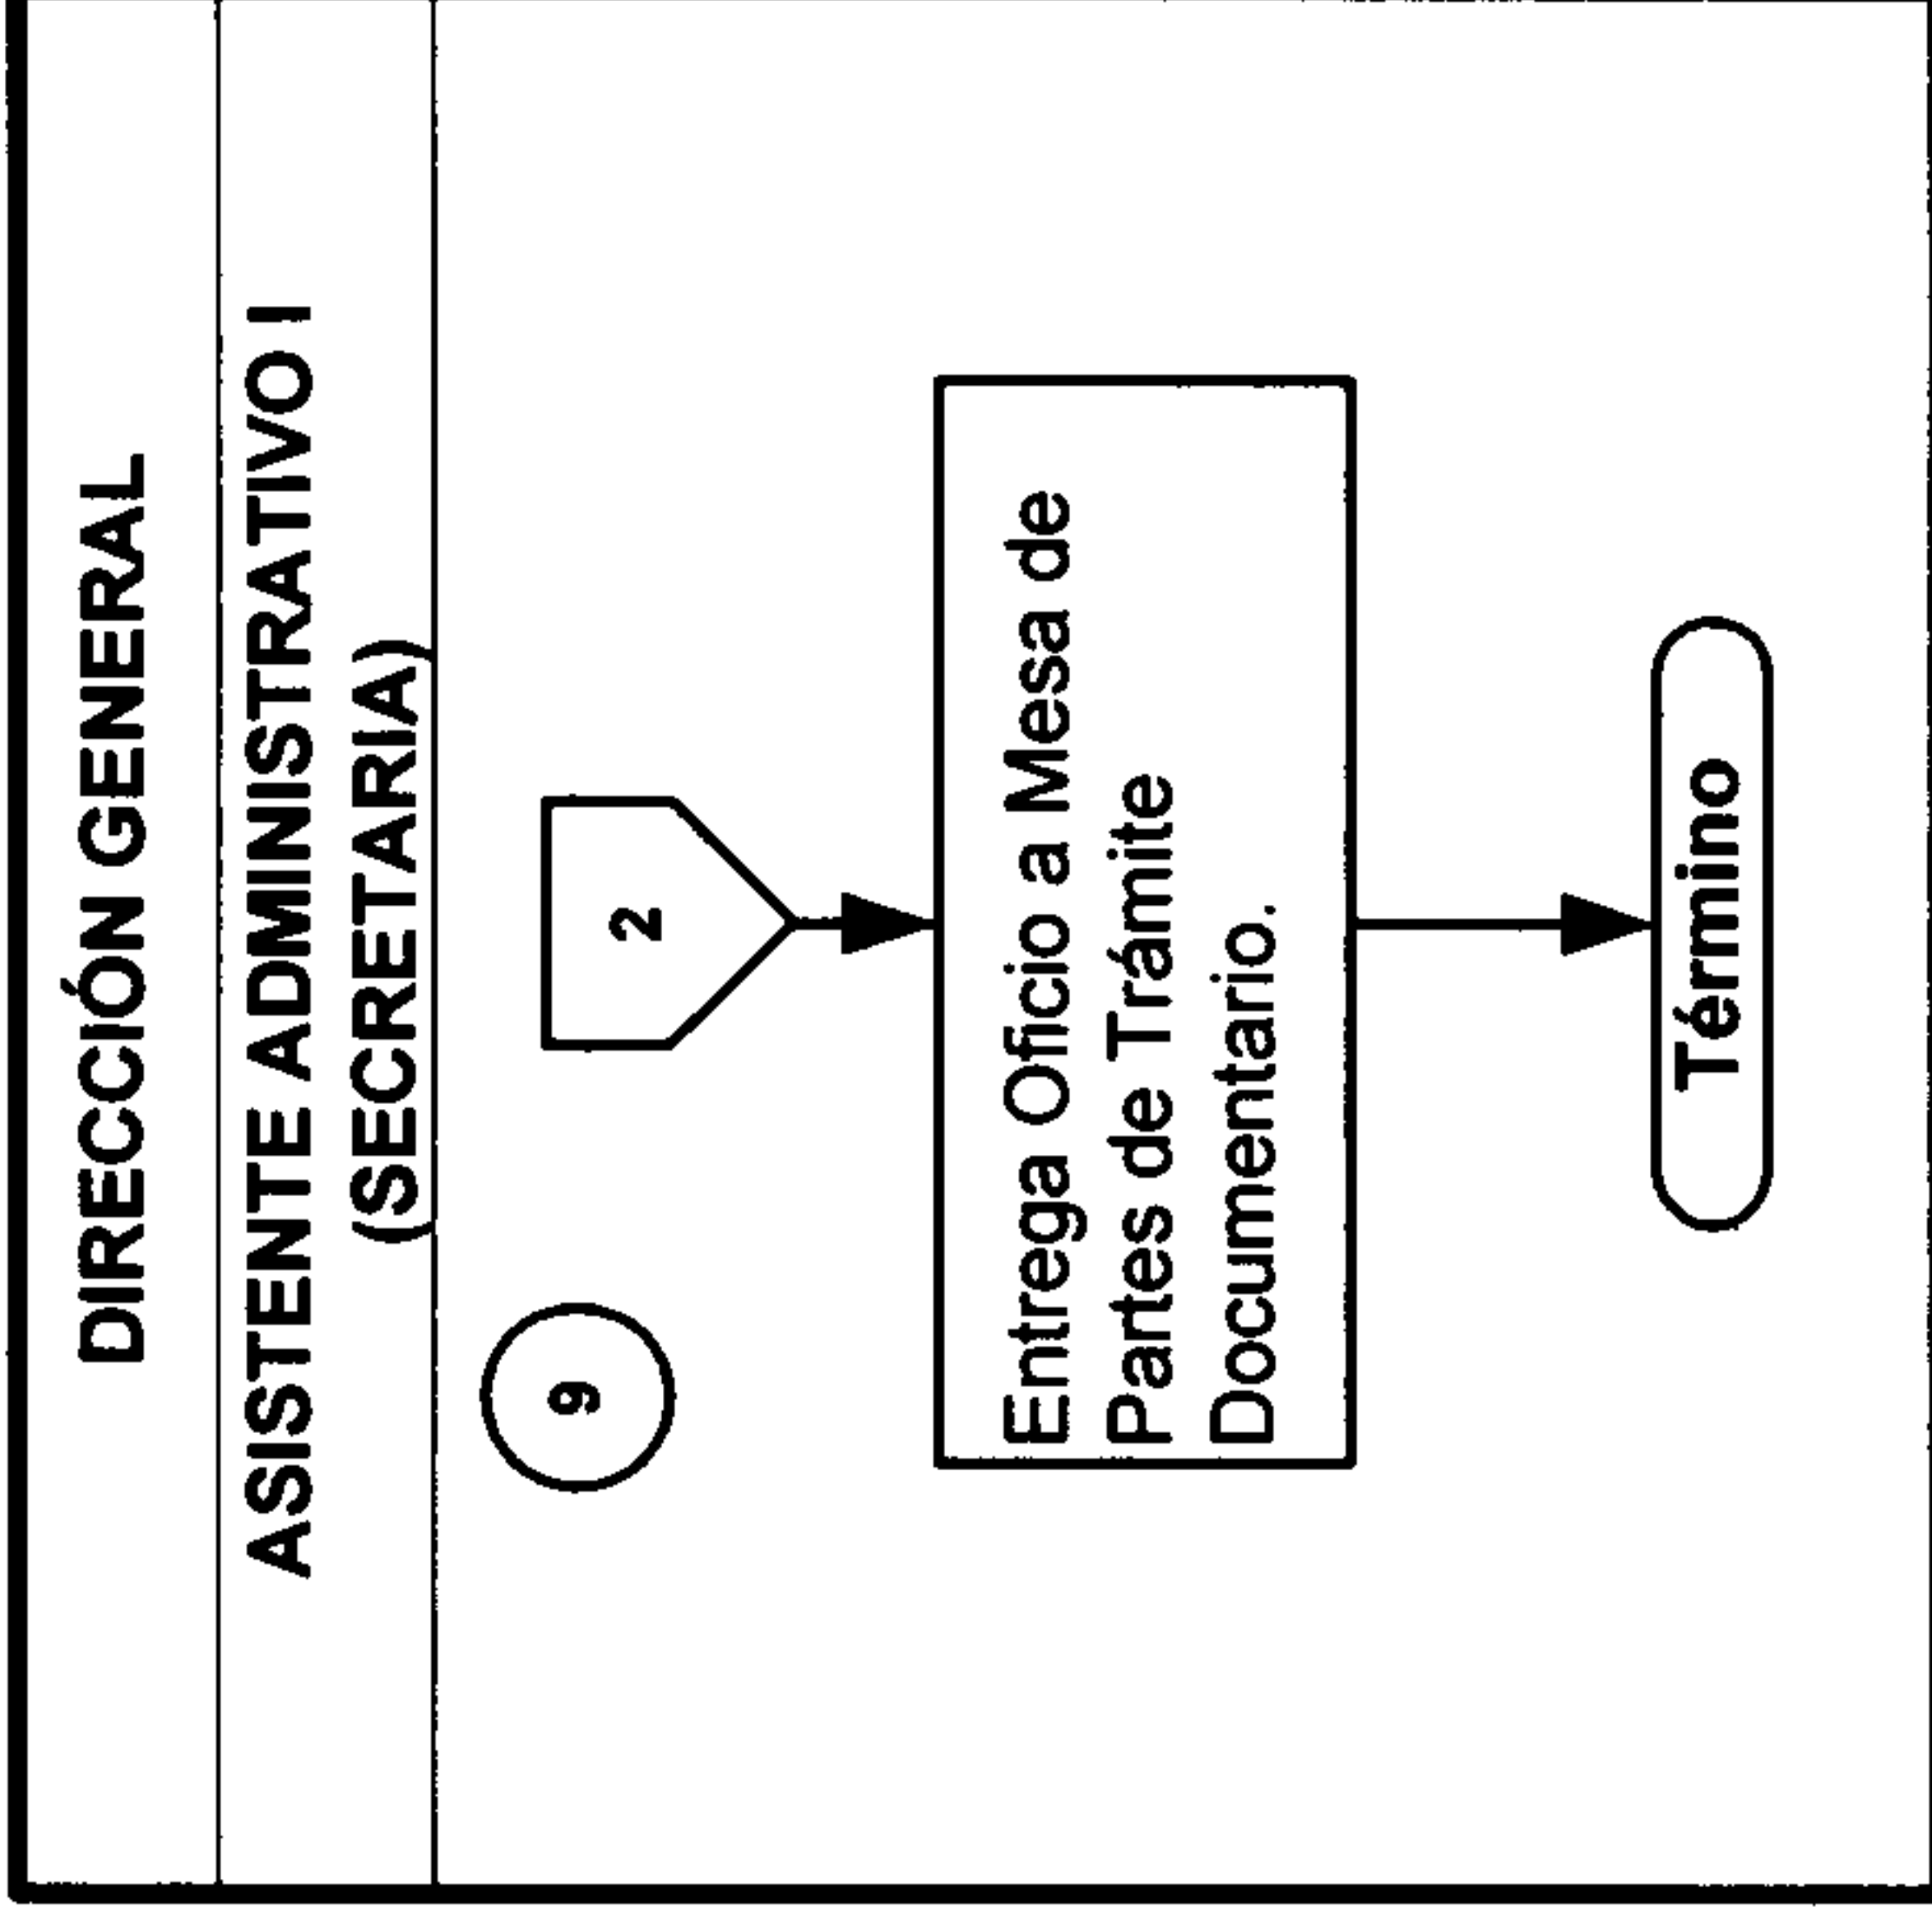 DIRECCIÓN GENERAL
ASISTENTE ADMINISTRATIVO I
(SECRETARIA)
9
2
Entrega Oficio a Mesa de
Partes de Trámite
Documentario.
Término